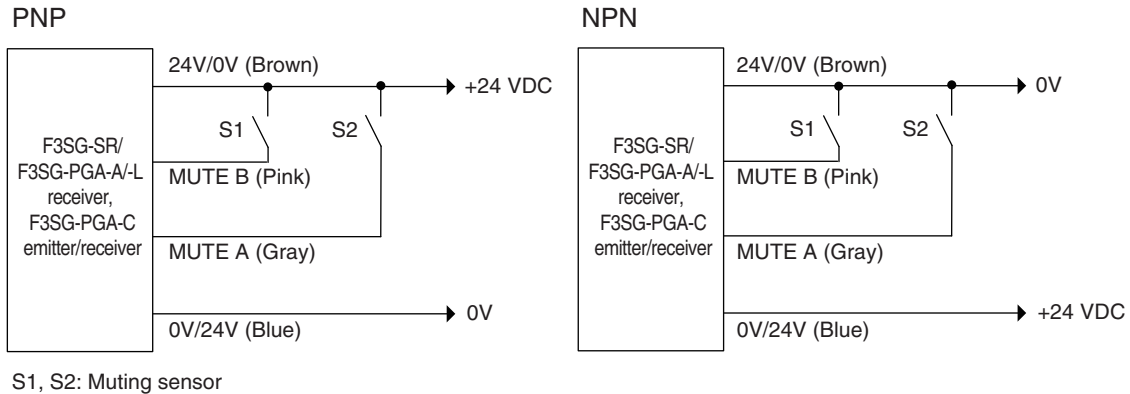 PNP
24V/0V (Brown)
+24 VDC
S1
S2
F3SG-SR/
F3SG-PGA-A/-L
receiver,
F3SG-PGA-C
emitter/receiver
MUTE B (Pink)
MUTE A (Gray)
0V
0V/24V (Blue)
NPN
24V/0V (Brown)
0V
S1
S2
F3SG-SR/
F3SG-PGA-A/-L
receiver,
F3SG-PGA-C
emitter/receiver
MUTE B (Pink)
MUTE A (Gray)
+24 VDC
0V/24V (Blue)
S1, S2: Muting sensor